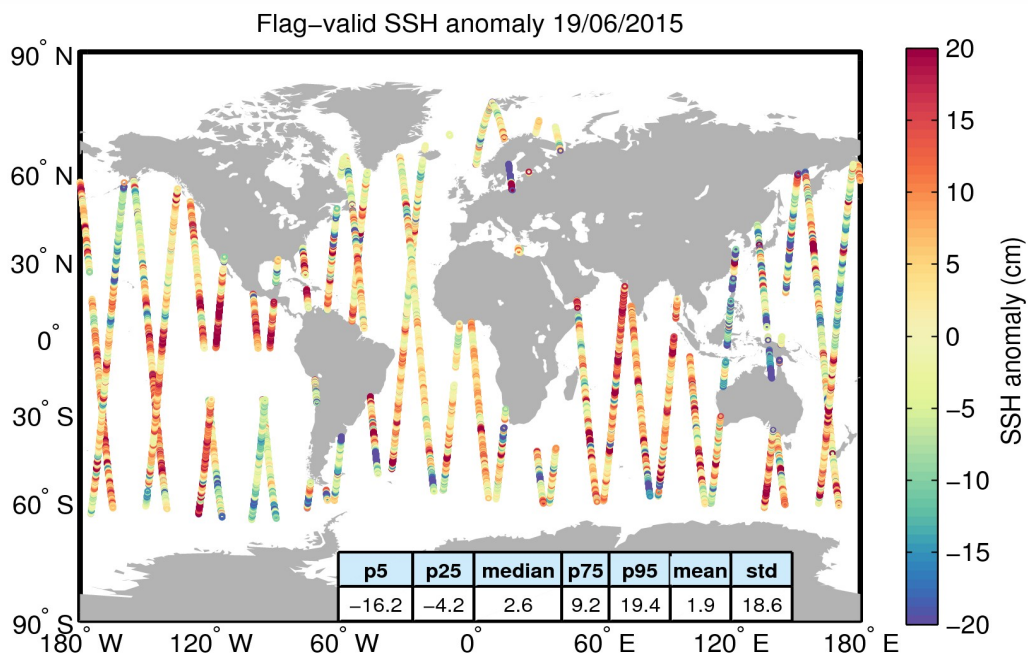 Flag−valid SSH anomaly 19/06/2015
90° N
60° N
30° N
0°
30° S
60° S
90° S
180° W 120° W 60° W 0° 60° E 120° E 180° E
p5 p25 median p75 p95 mean std
−16.2 −4.2 2.6 9.2 19.4 1.9 18.6
20
15
10
5
0
−5
−10
−15
−20
SSH anomaly (cm)